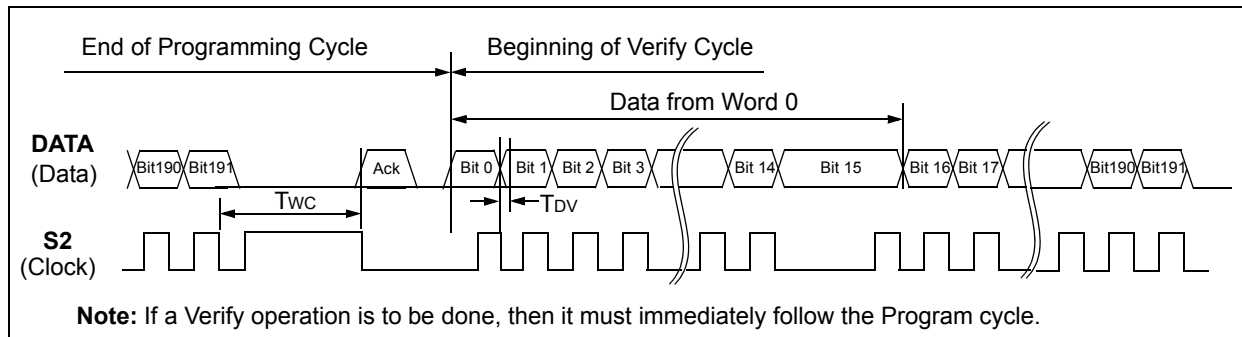 End of Programming Cycle Beginning of Verify Cycle
Data from Word 0
DATA
(Data)
Bit190 Bit191 Ack Bit 0 Bit 1 Bit 2 Bit 3 Bit 14 Bit 15 Bit 16 Bit 17 Bit190 Bit191
TWC TDV
S2
(Clock)
Note: If a Verify operation is to be done, then it must immediately follow the Program cycle.